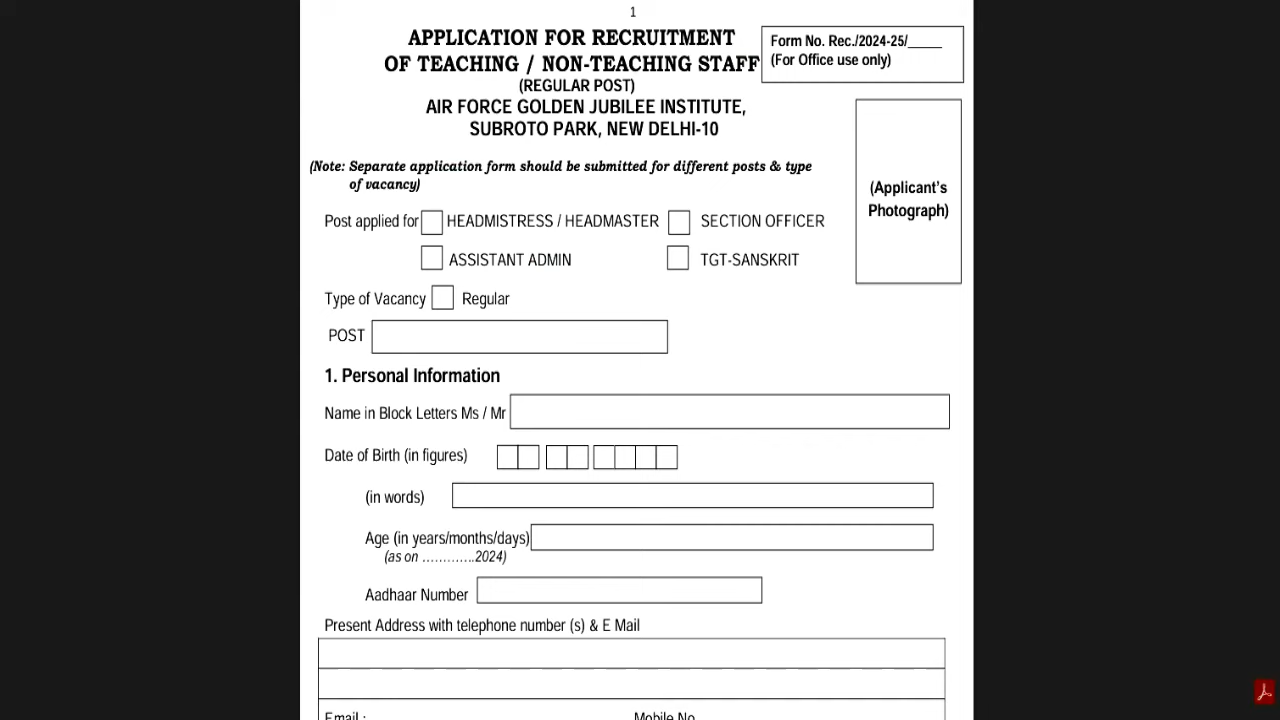 1
APPLICATION FOR RECRUITMENT
OF TEACHING / NON-TEACHING STAFF
(REGULAR POST)
AIR FORCE GOLDEN JUBILEE INSTITUTE,
SUBROTO PARK, NEW DELHI-10
Form No. Rec./2024-25/_____
(For Office use only)
(Applicant's
Photograph)
(Note: Separate application form should be submitted for different posts & type
of vacancy)
Post applied for HEADMISTRESS / HEADMASTER SECTION OFFICER
ASSISTANT ADMIN TGT-SANSKRIT
Type of Vacancy Regular
POST
1. Personal Information
Name in Block Letters Ms / Mr
Date of Birth (in figures)
(in words)
Age (in years/months/days)
(as on ………….2024)
Aadhaar Number
Present Address with telephone number (s) & E Mail
Email : Mobile No